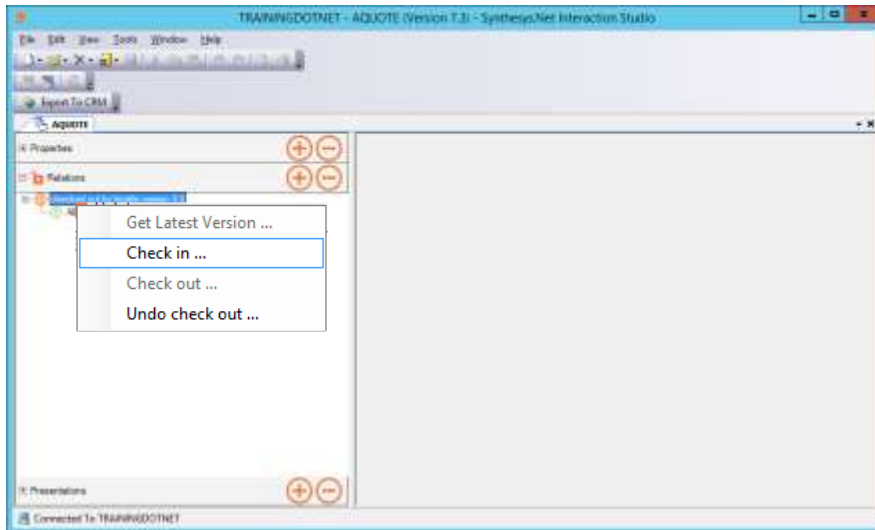 TRAININGDOTNET - AQUOTE (Version 7.3) - Synthesys.Net Interaction Studio
File Edit View Tools Window Help
Export To CRM
AQUOTE
Properties
Relations
Get Latest Version ...
Check in ...
Check out ...
Undo check out ...
Presentations
Connected To TRAININGDOTNET